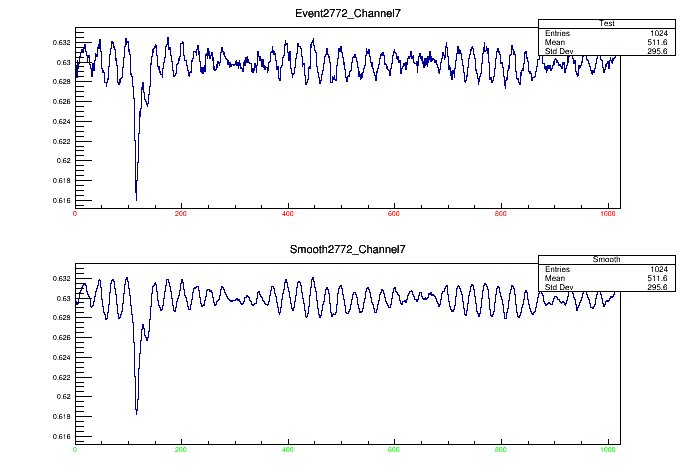 Event2772_Channel7
Test
Entries 1024
Mean 511.6
Std Dev 295.6
0.632
0.63
0.628
0.626
0.624
0.622
0.62
0.618
0.616
0 200 400 600 800 1000
Smooth2772_Channel7
Smooth
Entries 1024
Mean 511.6
Std Dev 295.6
0.632
0.63
0.628
0.626
0.624
0.622
0.62
0.618
0.616
0 200 400 600 800 1000